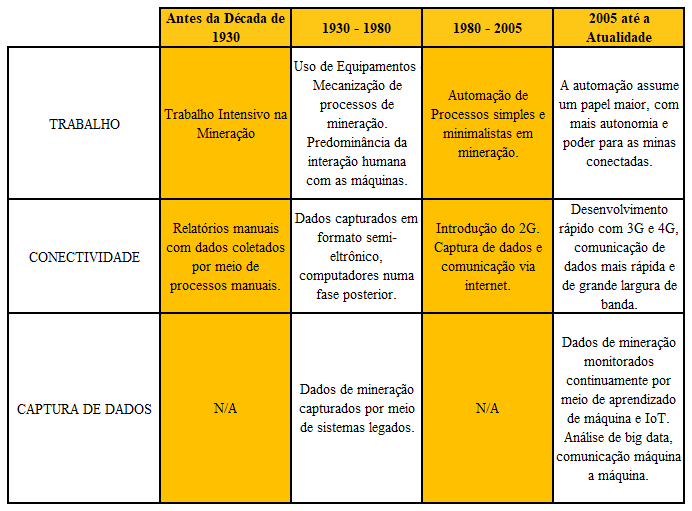 Antes da Década de
1930
1930 - 1980
1980 - 2005
2005 até a
Atualidade
TRABALHO
Trabalho Intensivo na
Mineração
Uso de Equipamentos
Mecanização de
processos de
mineração.
Predominância da
interação humana
com as máquinas.
Automação de
Processos simples e
minimalistas em
mineração.
A automação assume
um papel maior, com
mais autonomia e
poder para as minas
conectadas.
CONECTIVIDADE
Relatórios manuais
com dados coletados
por meio de
processos manuais.
Dados capturados em
formato semi-
eltrônico,
computadores numa
fase posterior.
Introdução do 2G.
Captura de dados e
comunicação via
internet.
Desenvolvimento
rápido com 3G e 4G,
comunicação de
dados mais rápida e
de grande largura de
banda.
CAPTURA DE DADOS
N/A
Dados de mineração
capturados por meio
de sistemas legados.
N/A
Dados de mineração
monitorados
continuamente por
meio de aprendizado
de máquina e IoT.
Análise de big data,
comunicação máquina
a máquina.